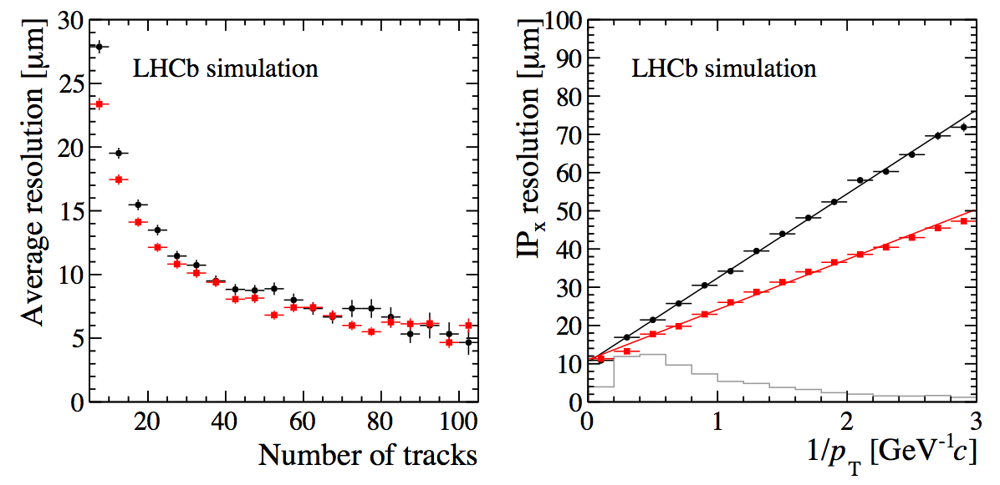 Average resolution [μm]
30
25
20
15
10
5
0
LHCb simulation
20 40 60 80 100
Number of tracks
IPx resolution [μm]
100
90
80
70
60
50
40
30
20
10
0
LHCb simulation
0 1 2 3
1/pT [GeV⁻¹c]